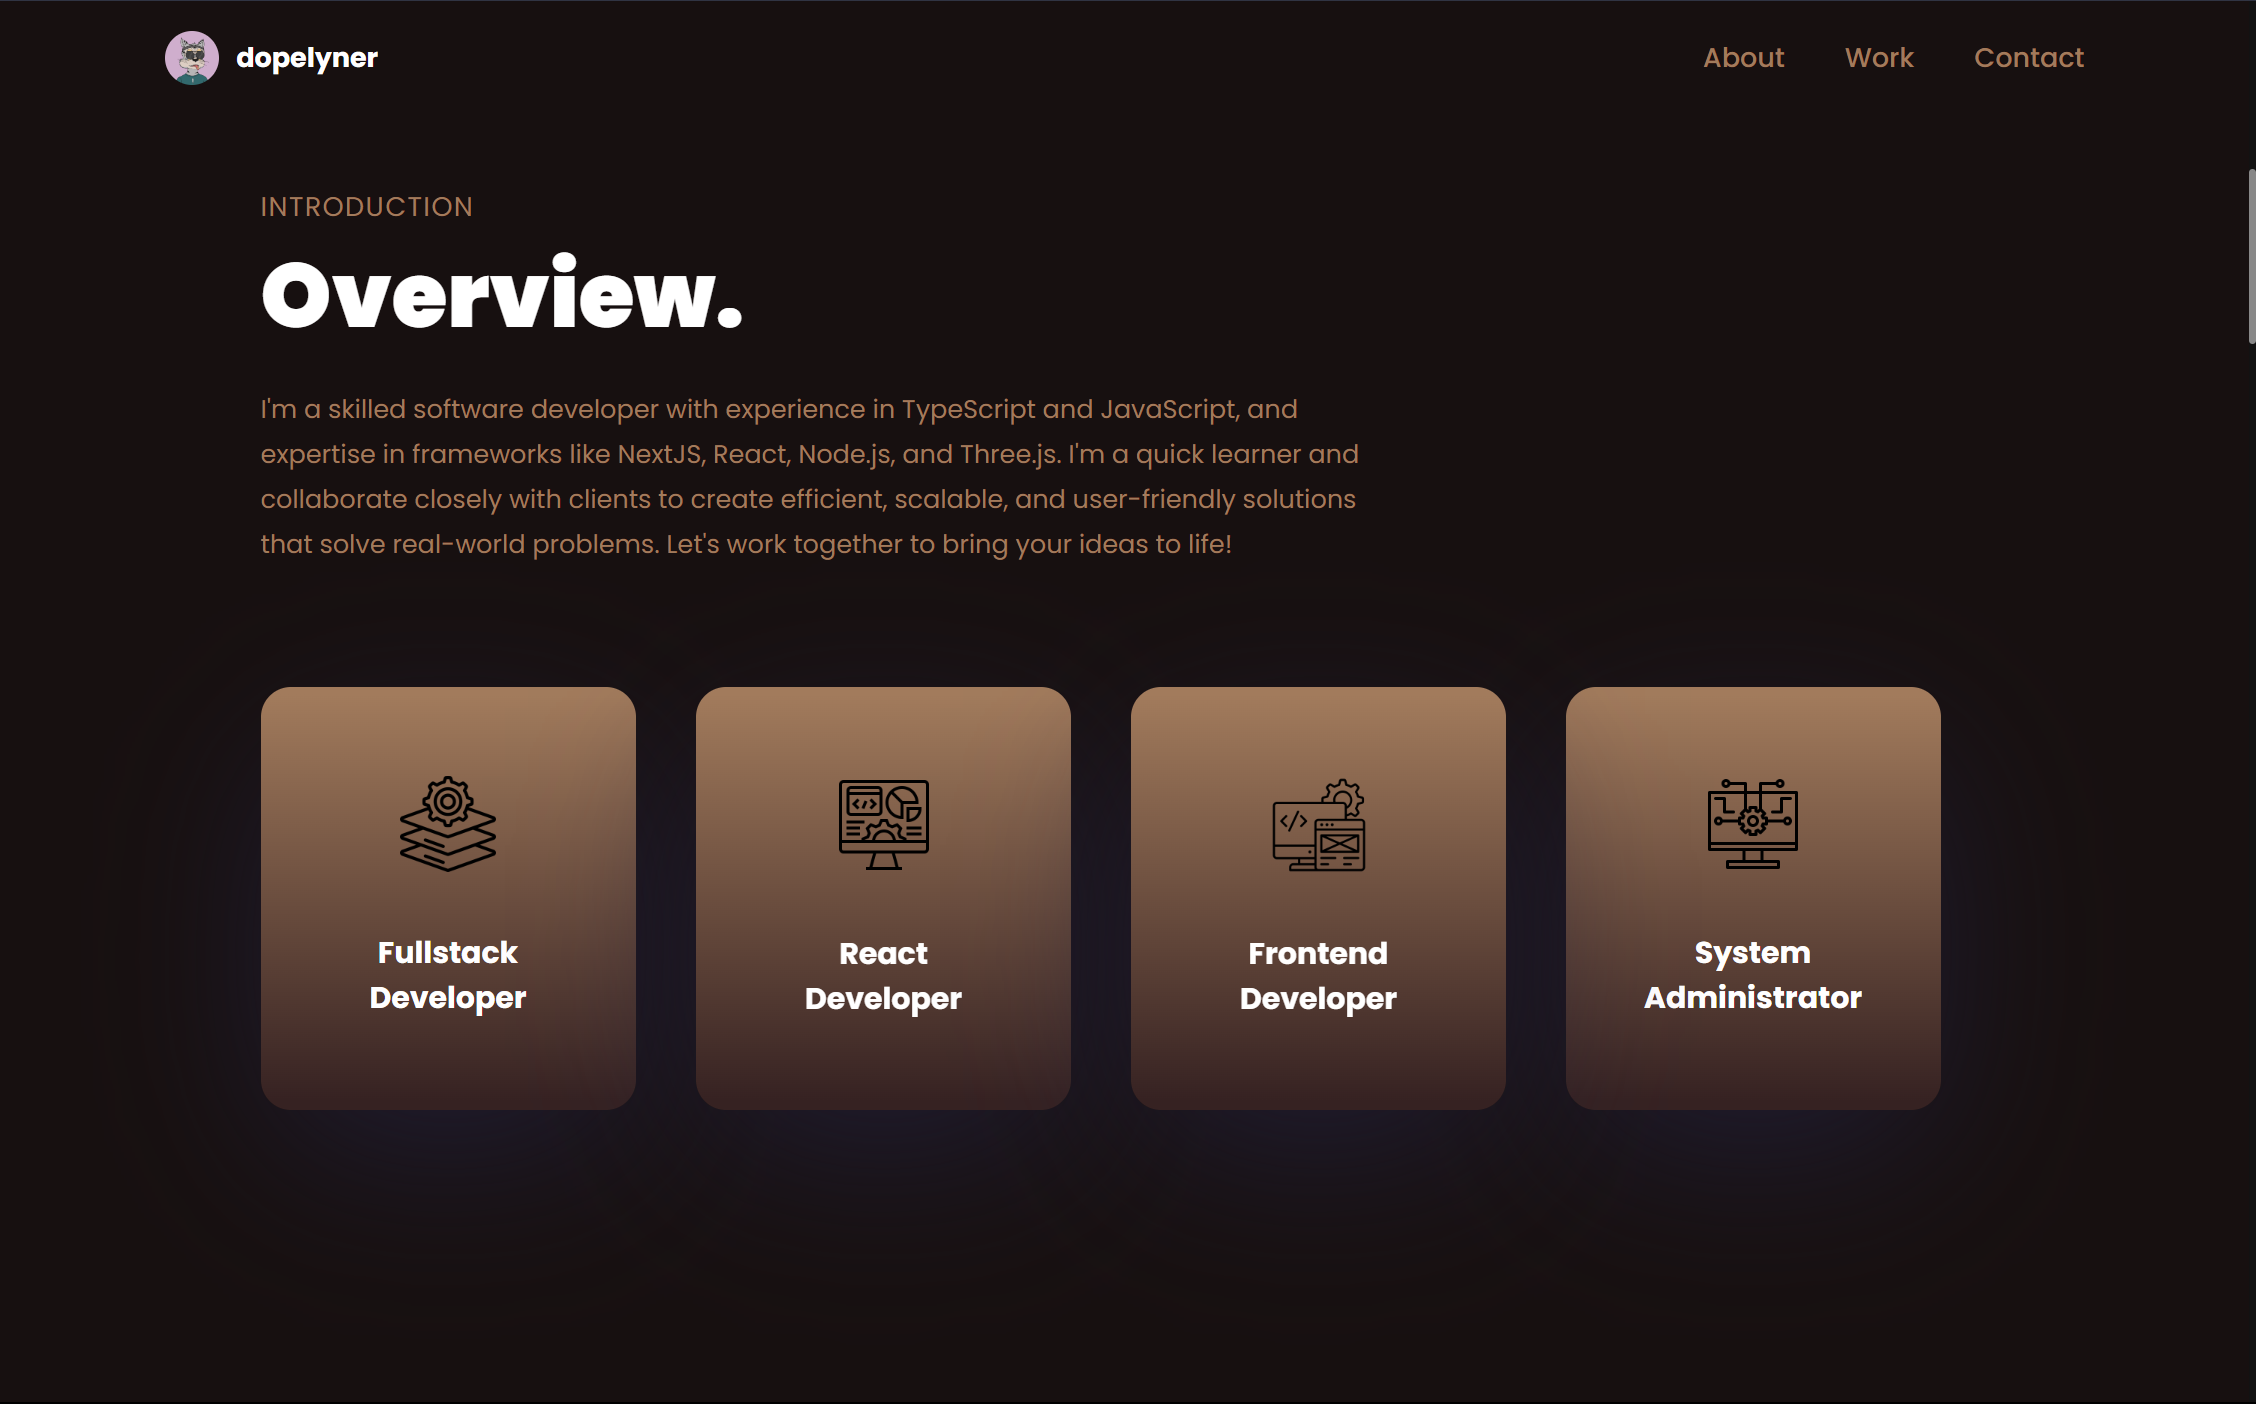 dopelyner
About
Work
Contact
INTRODUCTION
Overview.
I'm a skilled software developer with experience in TypeScript and JavaScript, and
expertise in frameworks like NextJS, React, Node.js, and Three.js. I'm a quick learner and
collaborate closely with clients to create efficient, scalable, and user-friendly solutions
that solve real-world problems. Let's work together to bring your ideas to life!
Fullstack
Developer
React
Developer
Frontend
Developer
System
Administrator